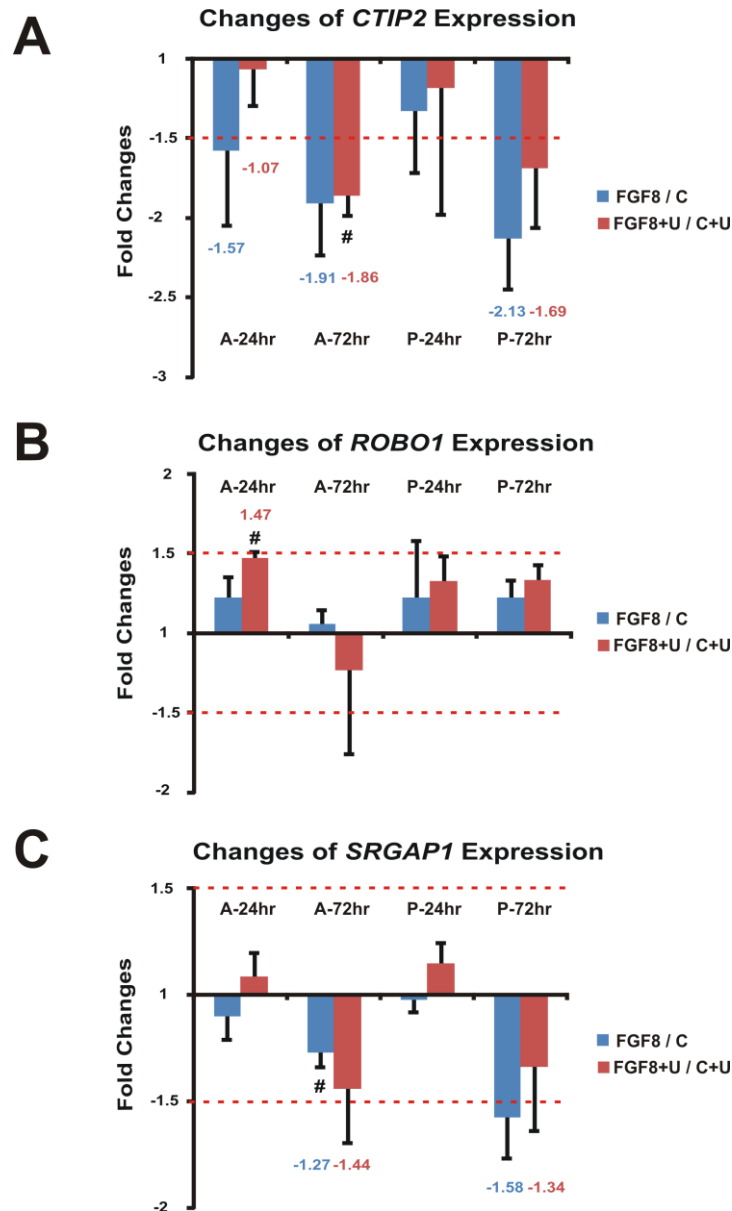 A
Changes of CTIP2 Expression
Fold Changes
1
-1.5
-2
-2.5
-3
-1.07
-1.57
#
-1.91 -1.86
-2.13 -1.69
A-24hr A-72hr P-24hr P-72hr
FGF8 / C
FGF8+U / C+U
B
Changes of ROBO1 Expression
Fold Changes
2
1.5
1
-1.5
-2
A-24hr A-72hr P-24hr P-72hr
1.47
#
FGF8 / C
FGF8+U / C+U
C
Changes of SRGAP1 Expression
Fold Changes
1.5
1
-1.5
-2
A-24hr A-72hr P-24hr P-72hr
#
-1.27 -1.44
-1.58 -1.34
FGF8 / C
FGF8+U / C+U